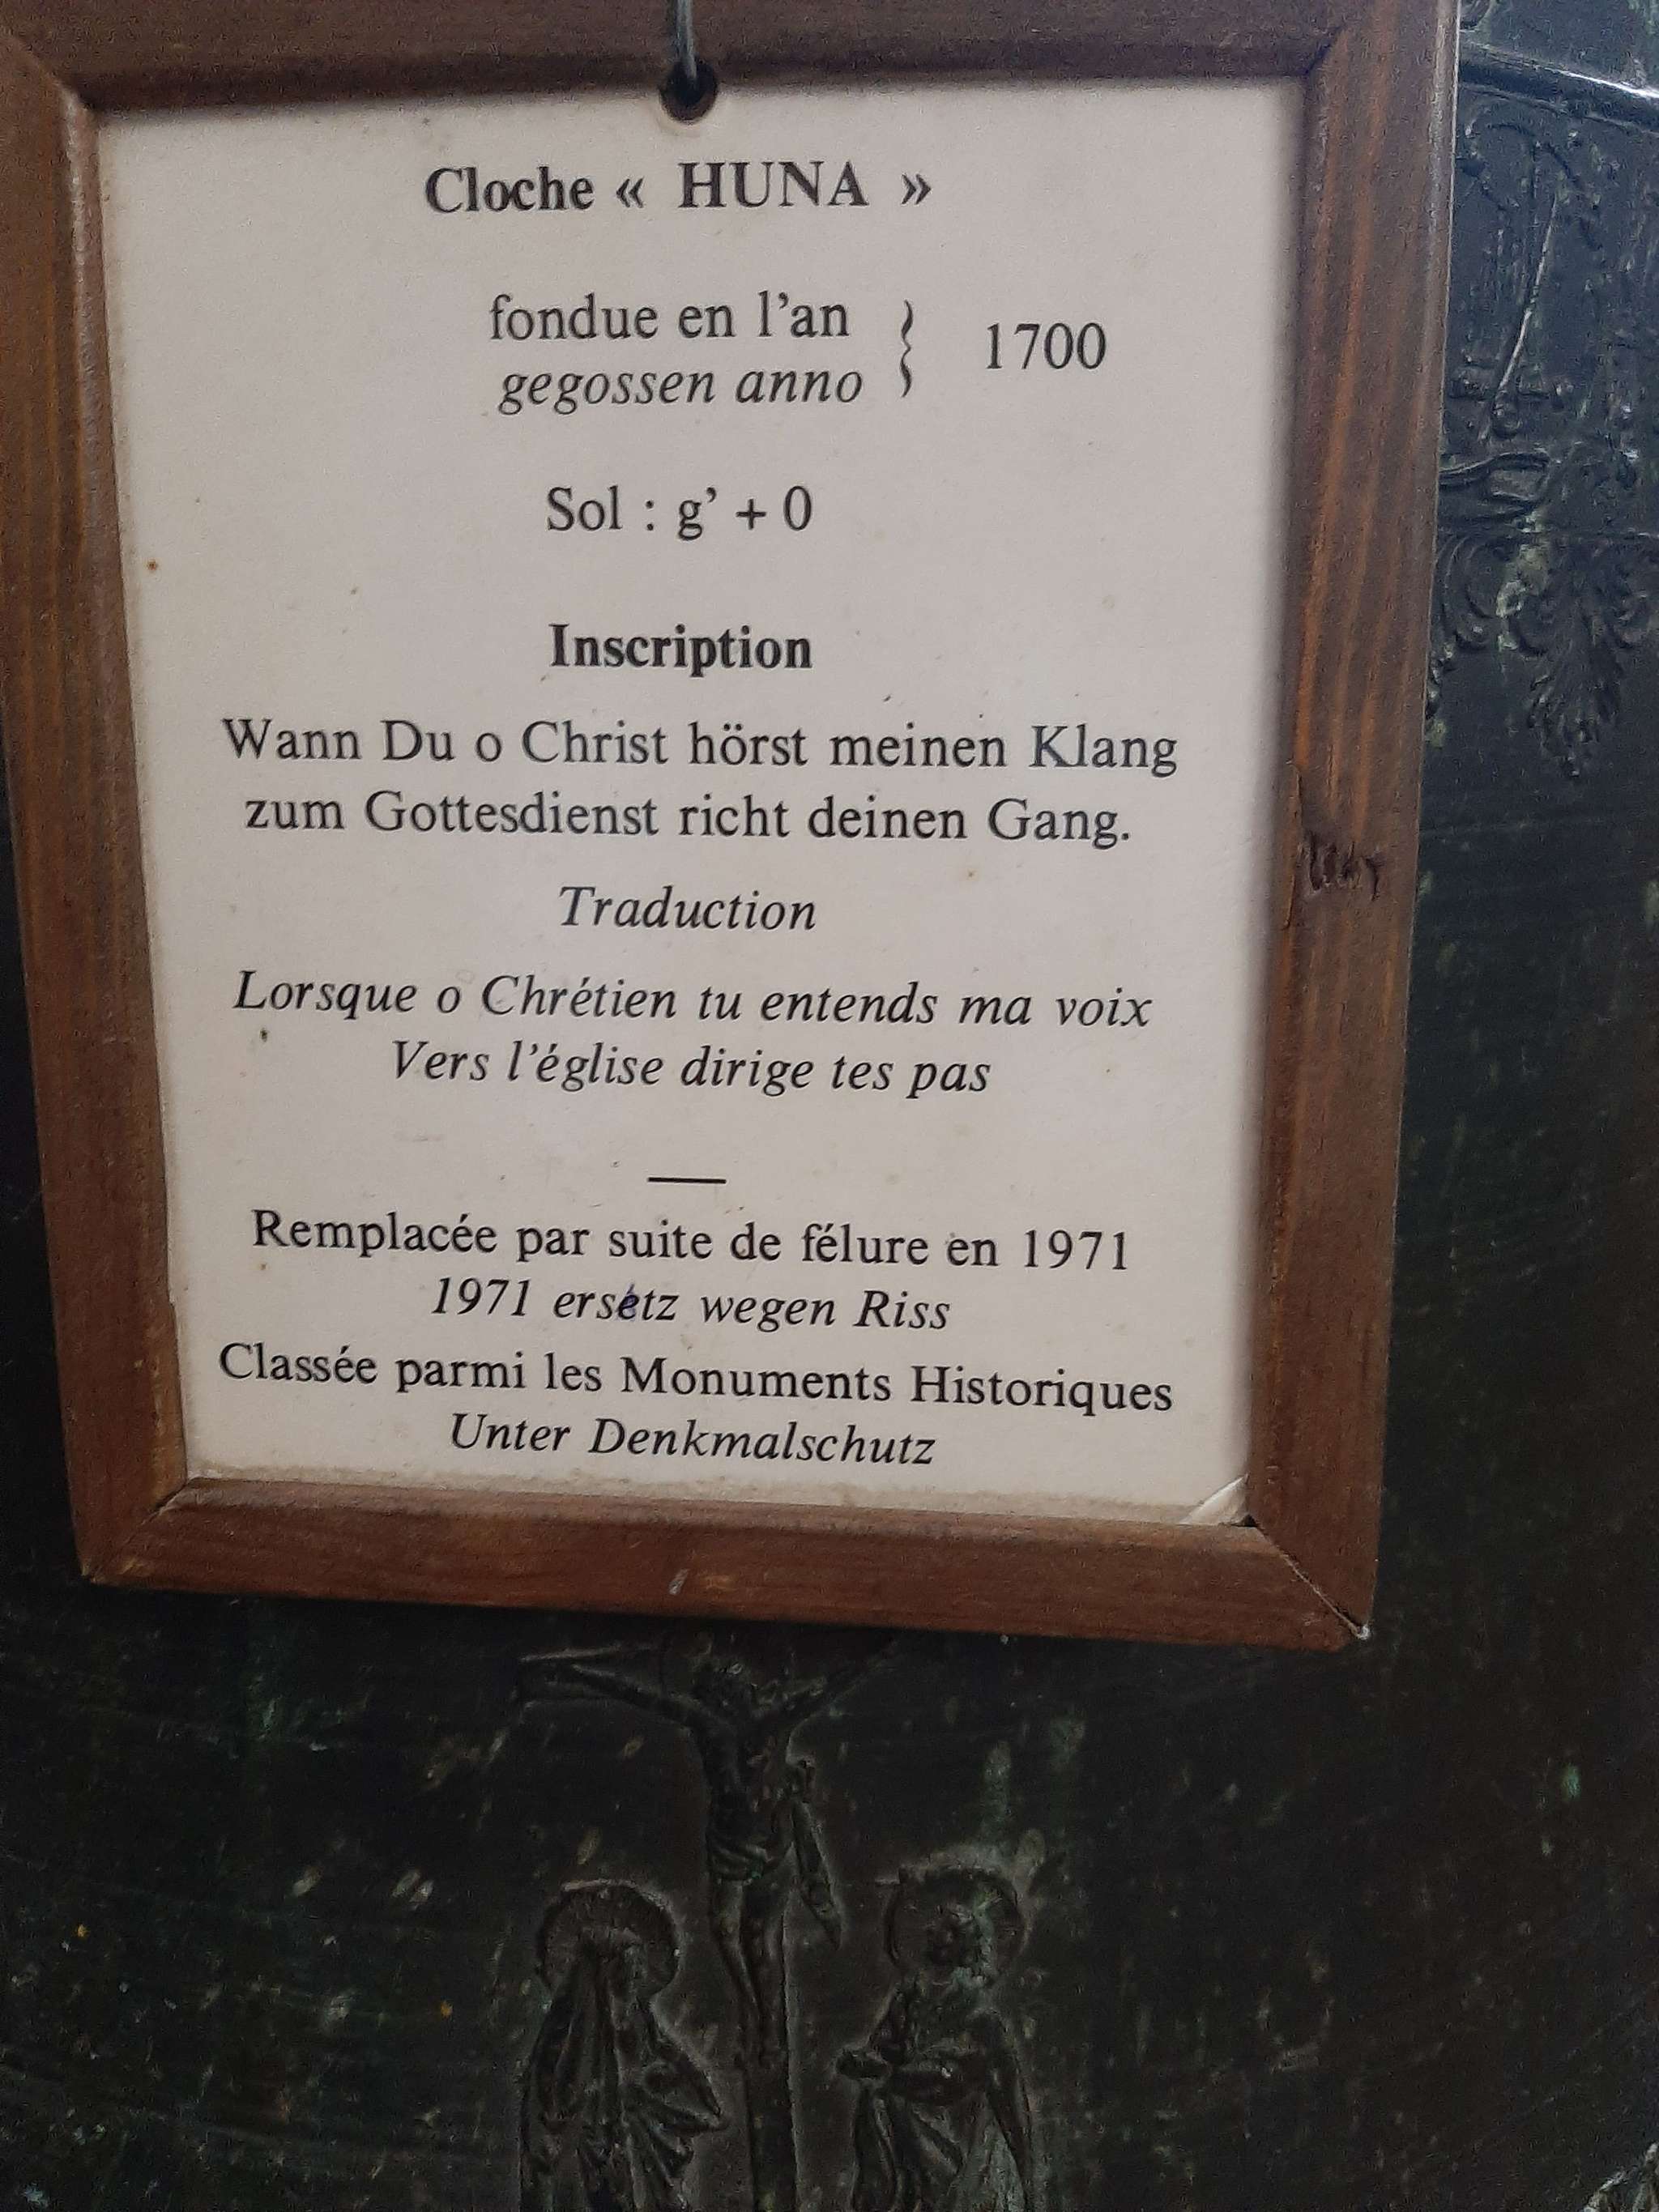 Cloche « HUNA »
fondue en l'an } 1700
gegossen anno
Sol : g' + 0
Inscription
Wann Du o Christ hörst meinen Klang
zum Gottesdienst richt deinen Gang.
Traduction
Lorsque o Chrétien tu entends ma voix
Vers l'église dirige tes pas
Remplacée par suite de félure en 1971
1971 ersetz wegen Riss
Classée parmi les Monuments Historiques
Unter Denkmalschutz